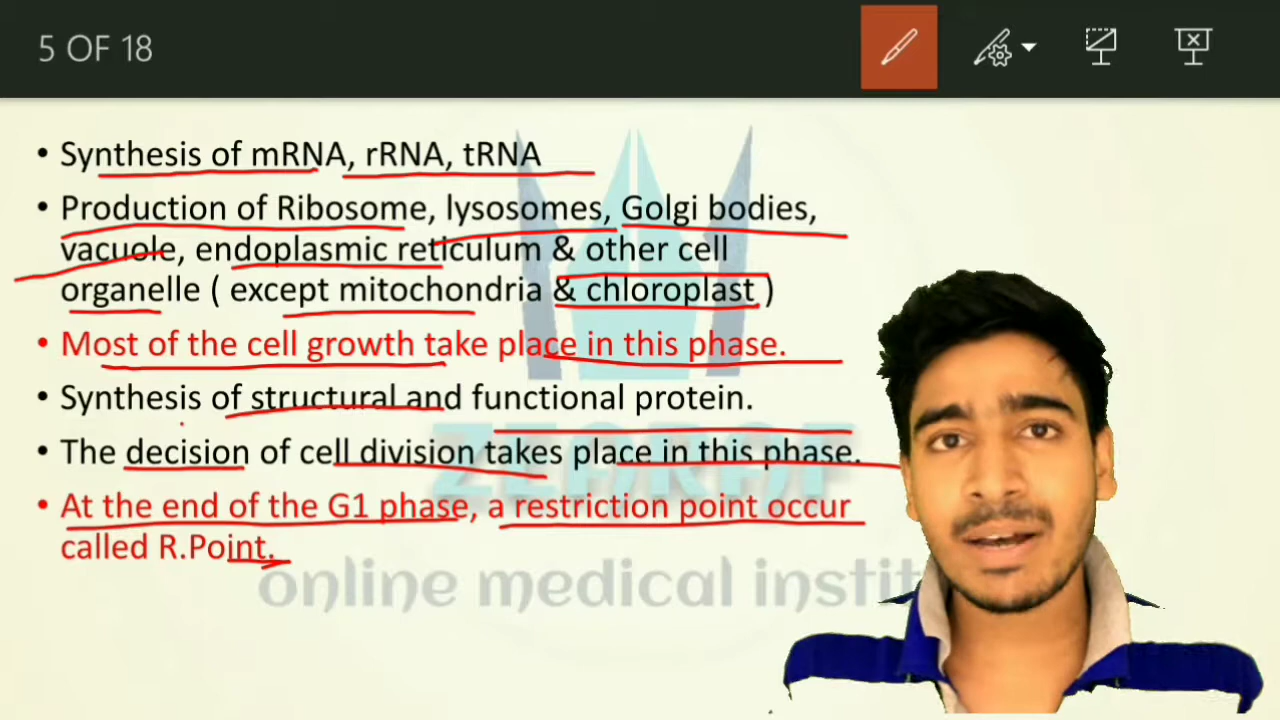 5 OF 18
• Synthesis of mRNA, rRNA, tRNA
• Production of Ribosome, lysosomes, Golgi bodies,
vacuole, endoplasmic reticulum & other cell
organelle ( except mitochondria & chloroplast )
• Most of the cell growth take place in this phase.
• Synthesis of structural and functional protein.
• The decision of cell division takes place in this phase.
• At the end of the G1 phase, a restriction point occur
called R.Point.
online medical